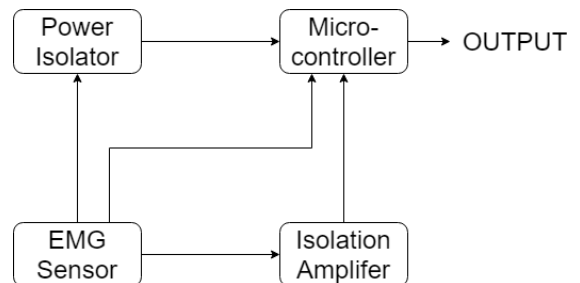 Power
Isolator
Micro-
controller
OUTPUT
EMG
Sensor
Isolation
Amplifer